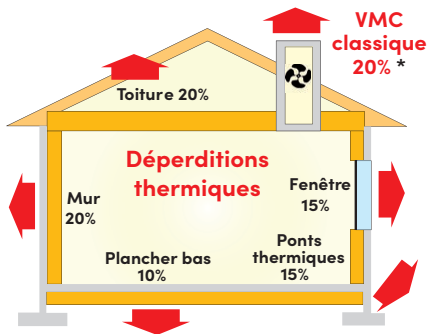 VMC
classique
20% *
Toiture 20%
Déperditions
thermiques
Mur
20%
Fenêtre
15%
Plancher bas
10%
Ponts
thermiques
15%